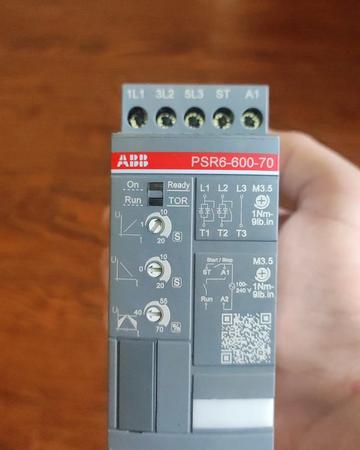 1L1 3L2 5L3 ST A1
ABB PSR6-600-70
On Ready
Run TOR
U 1 10 20 S
U 0 10 20 S
U 40 55 70 %
L1 L2 L3 M3.5
1Nm-
9lb.in
T1 T2 T3
Start / Stop M3.5
ST A1
100-
240 V
1Nm-
9lb.in
Run A2